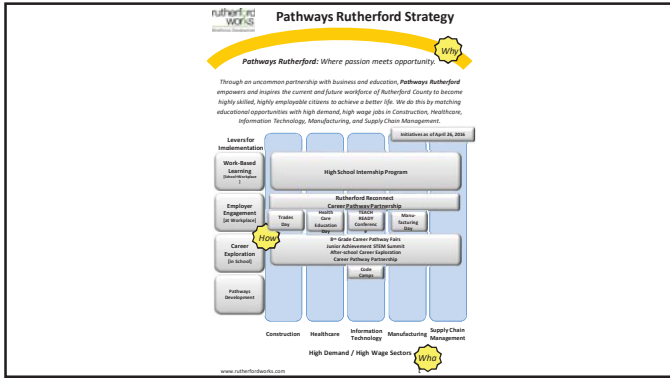 rutherford
works
Pathways Rutherford Strategy
Why
Pathways Rutherford: Where passion meets opportunity.
Through an uncommon partnership with business and education, Pathways Rutherford
empowers and inspires the current and future workforce of Rutherford County to become
highly skilled, highly employable citizens to achieve a better life. We do this by matching
educational opportunities with high demand, high wage jobs in Construction, Healthcare,
Information Technology, Manufacturing, and Supply Chain Management.
Initiatives as of April 26, 2016
Levers for
Implementation
Work-Based
Learning
[School+Workplace
]
High School Internship Program
Rutherford Reconnect
Career Pathway Partnership
Employer
Engagement
[at Workplace]
Trades
Day
Health
Care
Education
Day
TEACH
READY
Conferenc
e
Manu-
facturing
Day
How
Career
Exploration
[in School]
8th Grade Career Pathway Fairs
Junior Achievement STEM Summit
After-school Career Exploration
Career Pathway Partnership
Code
Camps
Pathways
Development
Construction
Healthcare
Information
Technology
Manufacturing
Supply Chain
Management
High Demand / High Wage Sectors
Wha
www.rutherfordworks.com